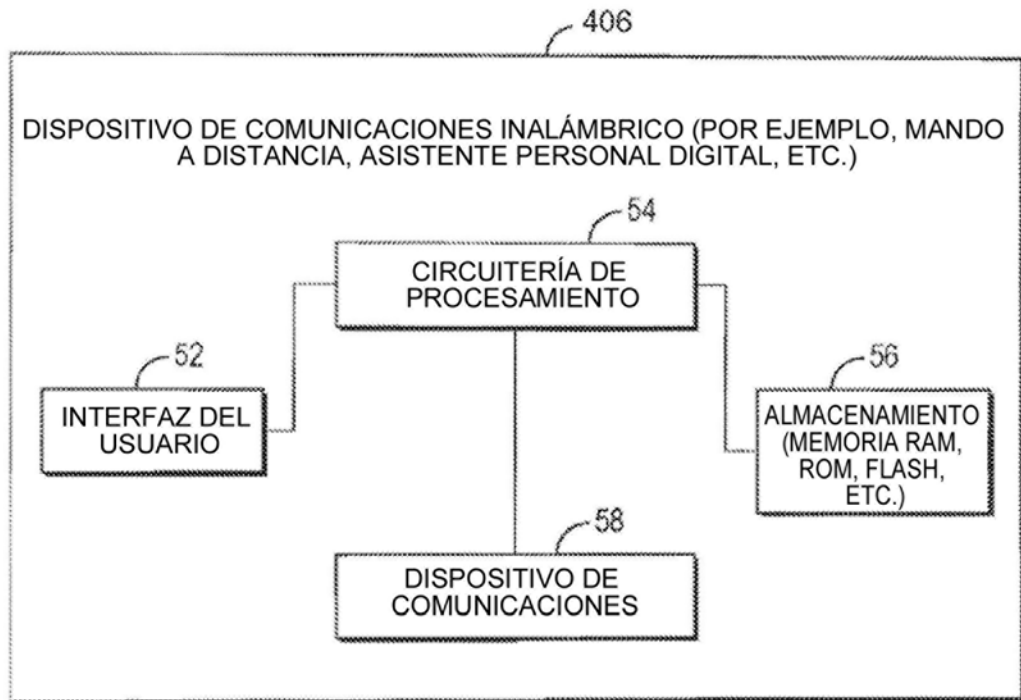 406
DISPOSITIVO DE COMUNICACIONES INALÁMBRICO (POR EJEMPLO, MANDO
A DISTANCIA, ASISTENTE PERSONAL DIGITAL, ETC.)
54
CIRCUITERÍA DE
PROCESAMIENTO
52
INTERFAZ DEL
USUARIO
56
ALMACENAMIENTO
(MEMORIA RAM,
ROM, FLASH,
ETC.)
58
DISPOSITIVO DE
COMUNICACIONES